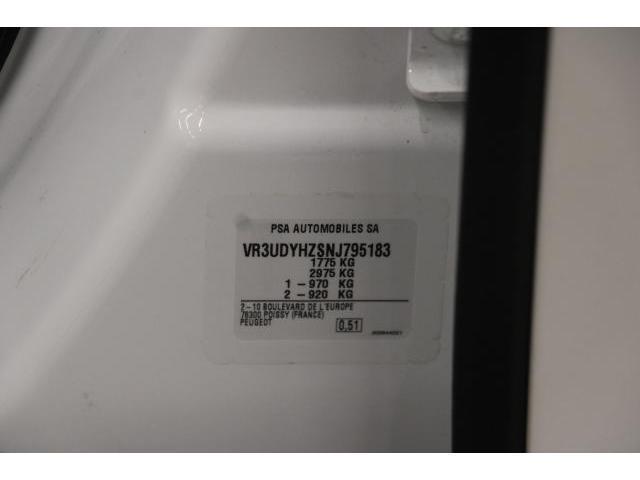 PSA AUTOMOBILES SA
VR3UDYHZSNJ795183
1775 KG
2975 KG
1 -970 KG
2 -920 KG
2-10 BOULEVARD DE L'EUROPE
78300 POISSY (FRANCE)
PEUGEOT
0.51